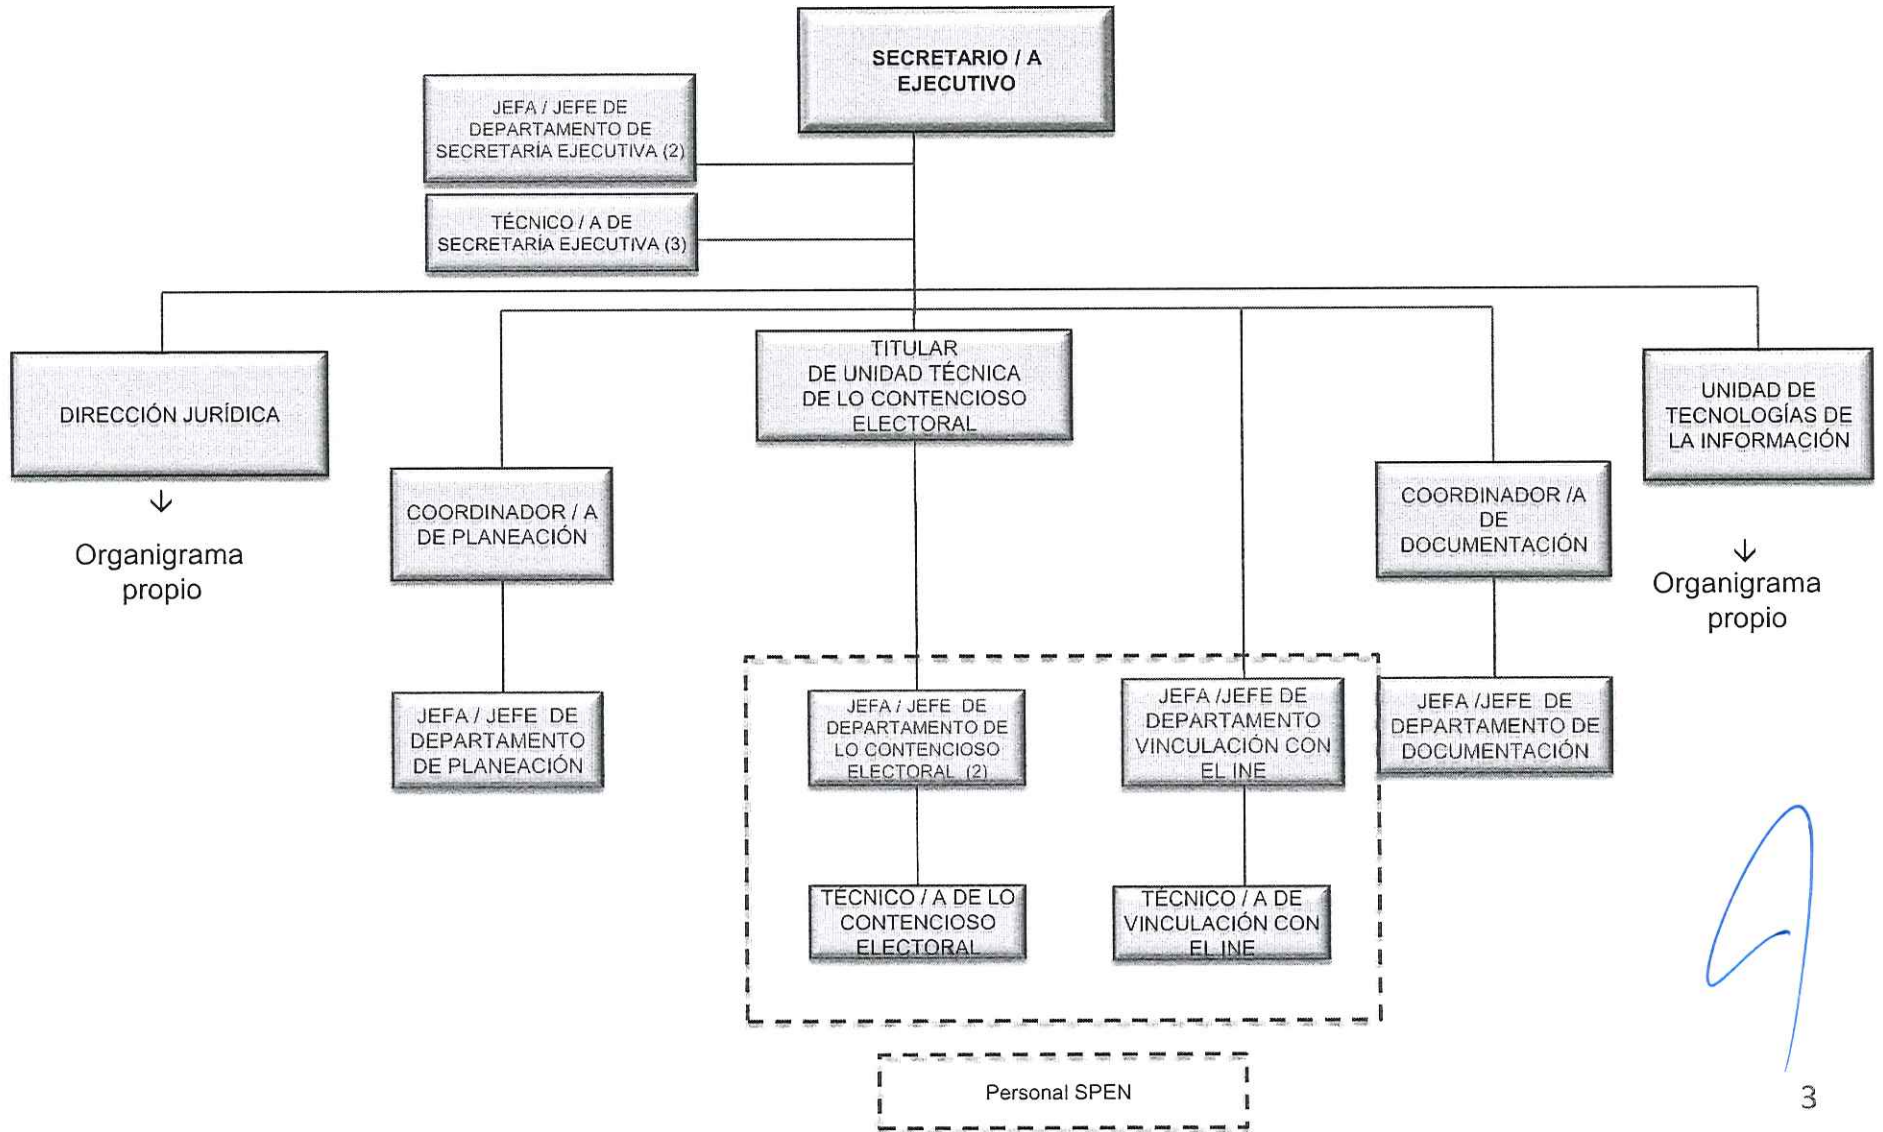 SECRETARIO / A
EJECUTIVO
JEFA / JEFE DE
DEPARTAMENTO DE
SECRETARÍA EJECUTIVA (2)
TÉCNICO / A DE
SECRETARÍA EJECUTIVA (3)
DIRECCIÓN JURÍDICA
Organigrama
propio
COORDINADOR / A
DE PLANEACIÓN
JEFA / JEFE DE
DEPARTAMENTO
DE PLANEACIÓN
TITULAR
DE UNIDAD TÉCNICA
DE LO CONTENCIOSO
ELECTORAL
JEFA / JEFE DE
DEPARTAMENTO DE
LO CONTENCIOSO
ELECTORAL (2)
TÉCNICO / A DE LO
CONTENCIOSO
ELECTORAL
JEFA /JEFE DE
DEPARTAMENTO
VINCULACIÓN CON
EL INE
TÉCNICO / A DE
VINCULACIÓN CON
EL INE
COORDINADOR /A
DE
DOCUMENTACIÓN
JEFA /JEFE DE
DEPARTAMENTO DE
DOCUMENTACIÓN
UNIDAD DE
TECNOLOGÍAS DE
LA INFORMACIÓN
Organigrama
propio
Personal SPEN
3